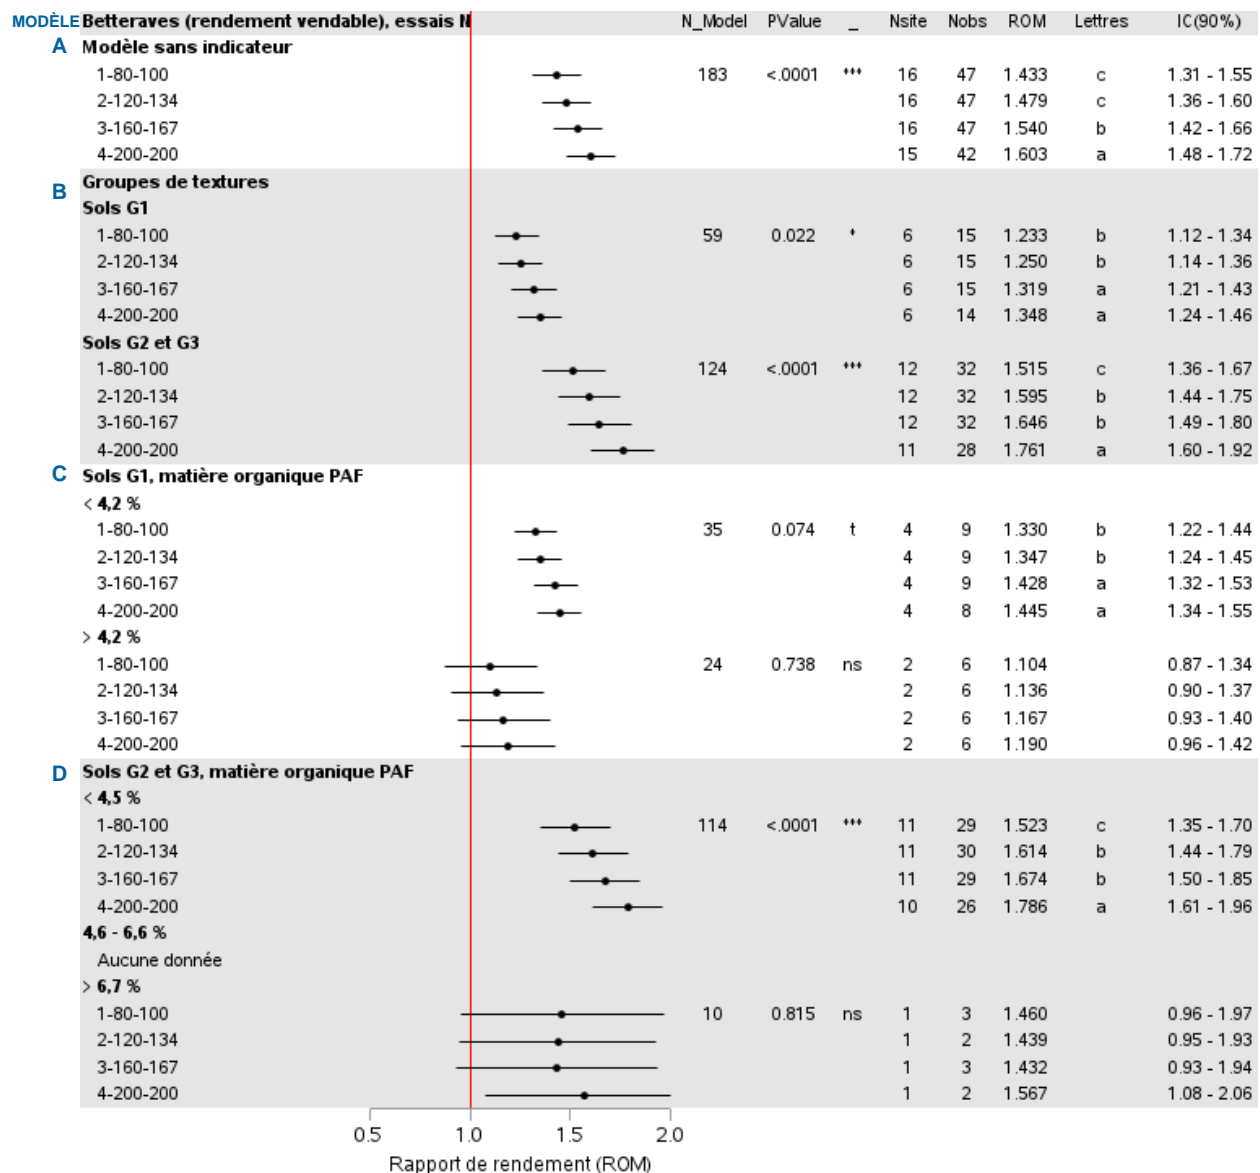 MODÈLE Betteraves (rendement vendable), essais N N_Model PValue _ Nsite Nobs ROM Lettres IC(90%)
A Modèle sans indicateur
1-80-100 183 <.0001 *** 16 47 1.433 c 1.31 - 1.55
2-120-134 16 47 1.479 c 1.36 - 1.60
3-160-167 16 47 1.540 b 1.42 - 1.66
4-200-200 15 42 1.603 a 1.48 - 1.72
B Groupes de textures
Sols G1
1-80-100 59 0.022 * 6 15 1.233 b 1.12 - 1.34
2-120-134 6 15 1.250 b 1.14 - 1.36
3-160-167 6 15 1.319 a 1.21 - 1.43
4-200-200 6 14 1.348 a 1.24 - 1.46
Sols G2 et G3
1-80-100 124 <.0001 *** 12 32 1.515 c 1.36 - 1.67
2-120-134 12 32 1.595 b 1.44 - 1.75
3-160-167 12 32 1.646 b 1.49 - 1.80
4-200-200 11 28 1.761 a 1.60 - 1.92
C Sols G1, matière organique PAF
< 4,2 %
1-80-100 35 0.074 t 4 9 1.330 b 1.22 - 1.44
2-120-134 4 9 1.347 b 1.24 - 1.45
3-160-167 4 9 1.428 a 1.32 - 1.53
4-200-200 4 8 1.445 a 1.34 - 1.55
> 4,2 %
1-80-100 24 0.738 ns 2 6 1.104 0.87 - 1.34
2-120-134 2 6 1.136 0.90 - 1.37
3-160-167 2 6 1.167 0.93 - 1.40
4-200-200 2 6 1.190 0.96 - 1.42
D Sols G2 et G3, matière organique PAF
< 4,5 %
1-80-100 114 <.0001 *** 11 29 1.523 c 1.35 - 1.70
2-120-134 11 30 1.614 b 1.44 - 1.79
3-160-167 11 29 1.674 b 1.50 - 1.85
4-200-200 10 26 1.786 a 1.61 - 1.96
4,6 - 6,6 %
Aucune donnée
> 6,7 %
1-80-100 10 0.815 ns 1 3 1.460 0.96 - 1.97
2-120-134 1 2 1.439 0.95 - 1.93
3-160-167 1 3 1.432 0.93 - 1.94
4-200-200 1 2 1.567 1.08 - 2.06
0.5 1.0 1.5 2.0
Rapport de rendement (ROM)